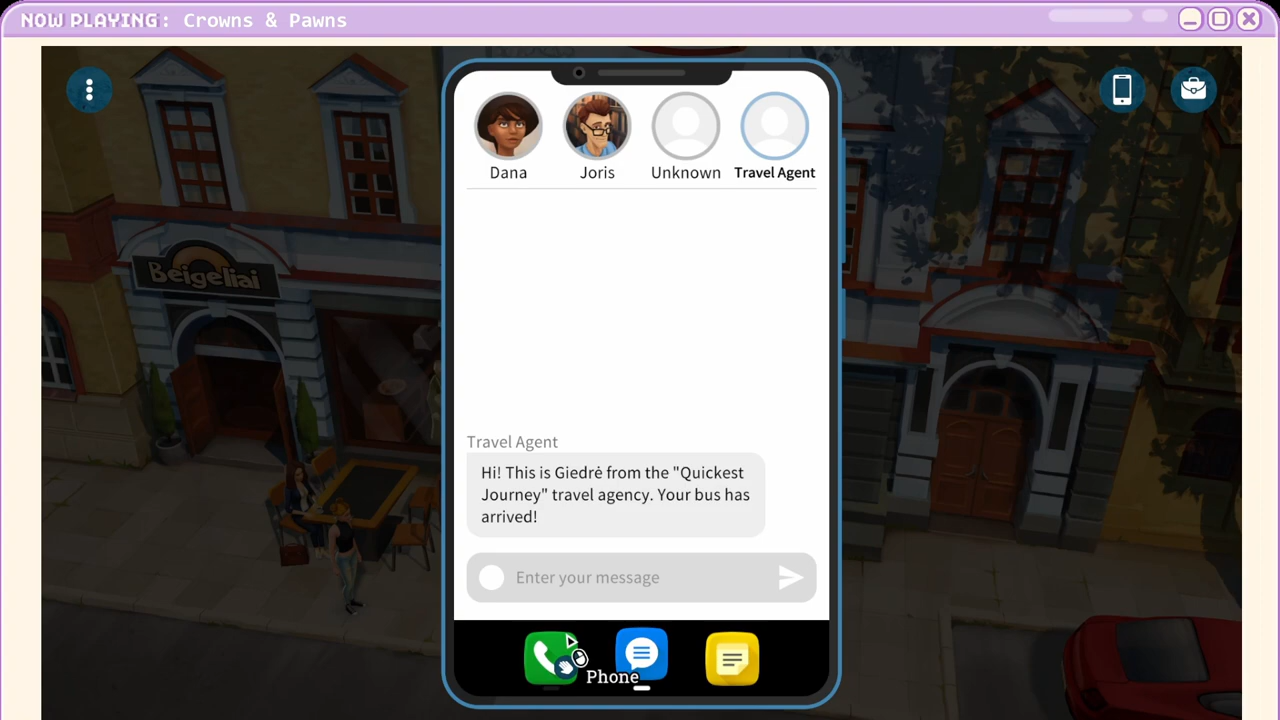 NOW PLAYING: Crowns & Pawns
Beigeliai
Dana
Joris
Unknown
Travel Agent
Travel Agent
Hi! This is Giedrė from the "Quickest
Journey" travel agency. Your bus has
arrived!
Enter your message
Phone